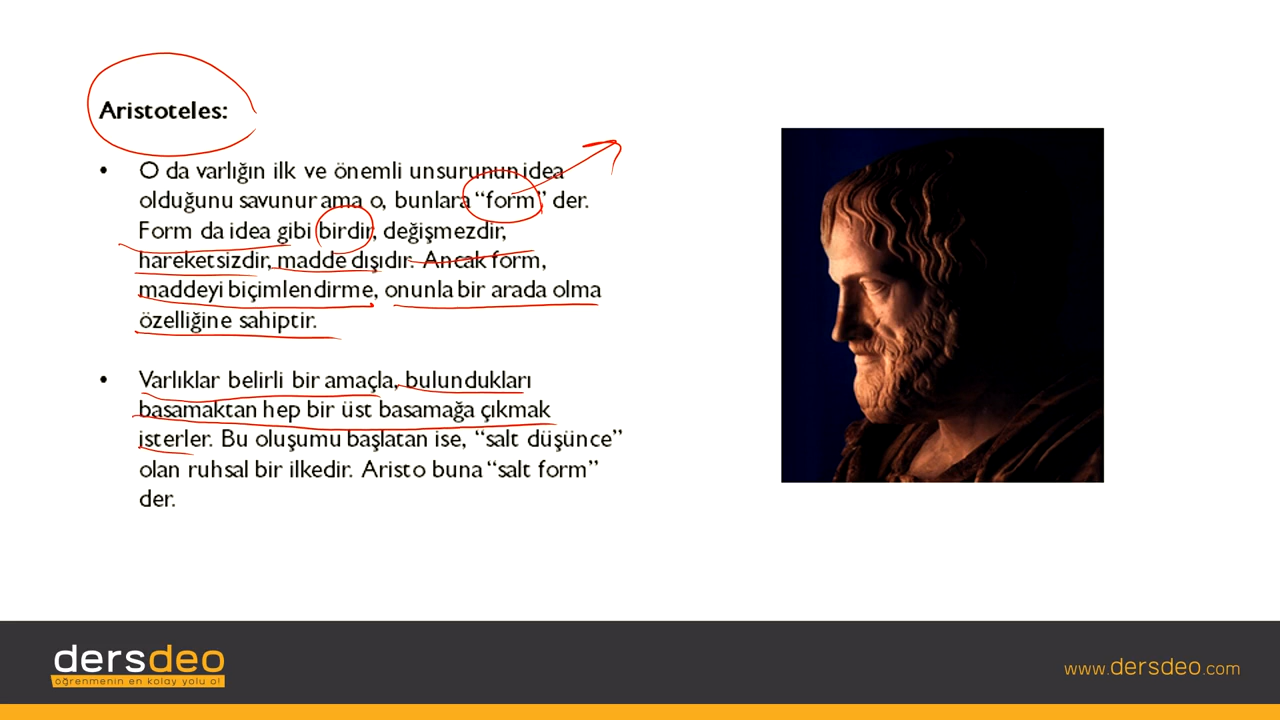 Aristoteles:
• O da varlığın ilk ve önemli unsurunun idea
olduğunu savunur ama o, bunlara “form” der.
Form da idea gibi birdir, değişmezdir,
hareketsizdir, madde dışıdır. Ancak form,
maddeyi biçimlendirme, onunla bir arada olma
özelliğine sahiptir.
• Varlıklar belirli bir amaçla, bulundukları
basamaktan hep bir üst basamağa çıkmak
isterler. Bu oluşumu başlatan ise, “salt düşünce”
olan ruhsal bir ilkedir. Aristo buna “salt form”
der.
dersdeo
öğrenmenin en kolay yolu o!
www.dersdeo.com